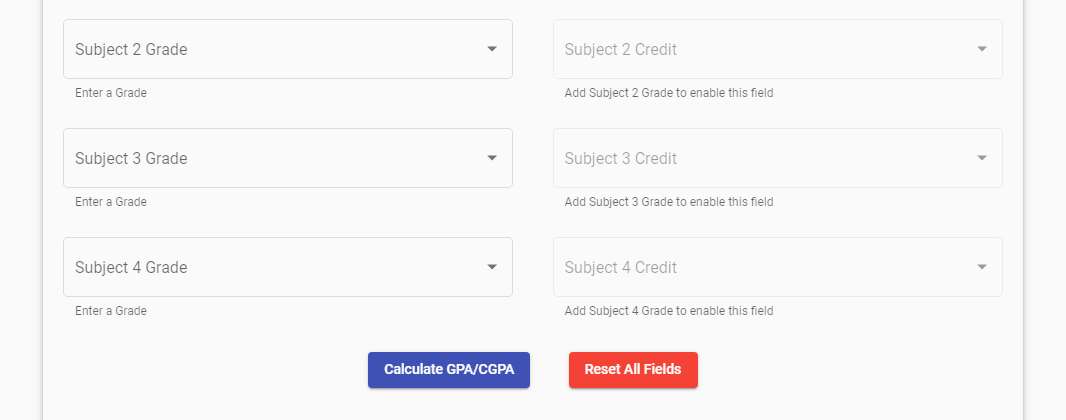 Subject 2 Grade
Subject 2 Credit
Enter a Grade
Add Subject 2 Grade to enable this field
Subject 3 Grade
Subject 3 Credit
Enter a Grade
Add Subject 3 Grade to enable this field
Subject 4 Grade
Subject 4 Credit
Enter a Grade
Add Subject 4 Grade to enable this field
Calculate GPA/CGPA
Reset All Fields